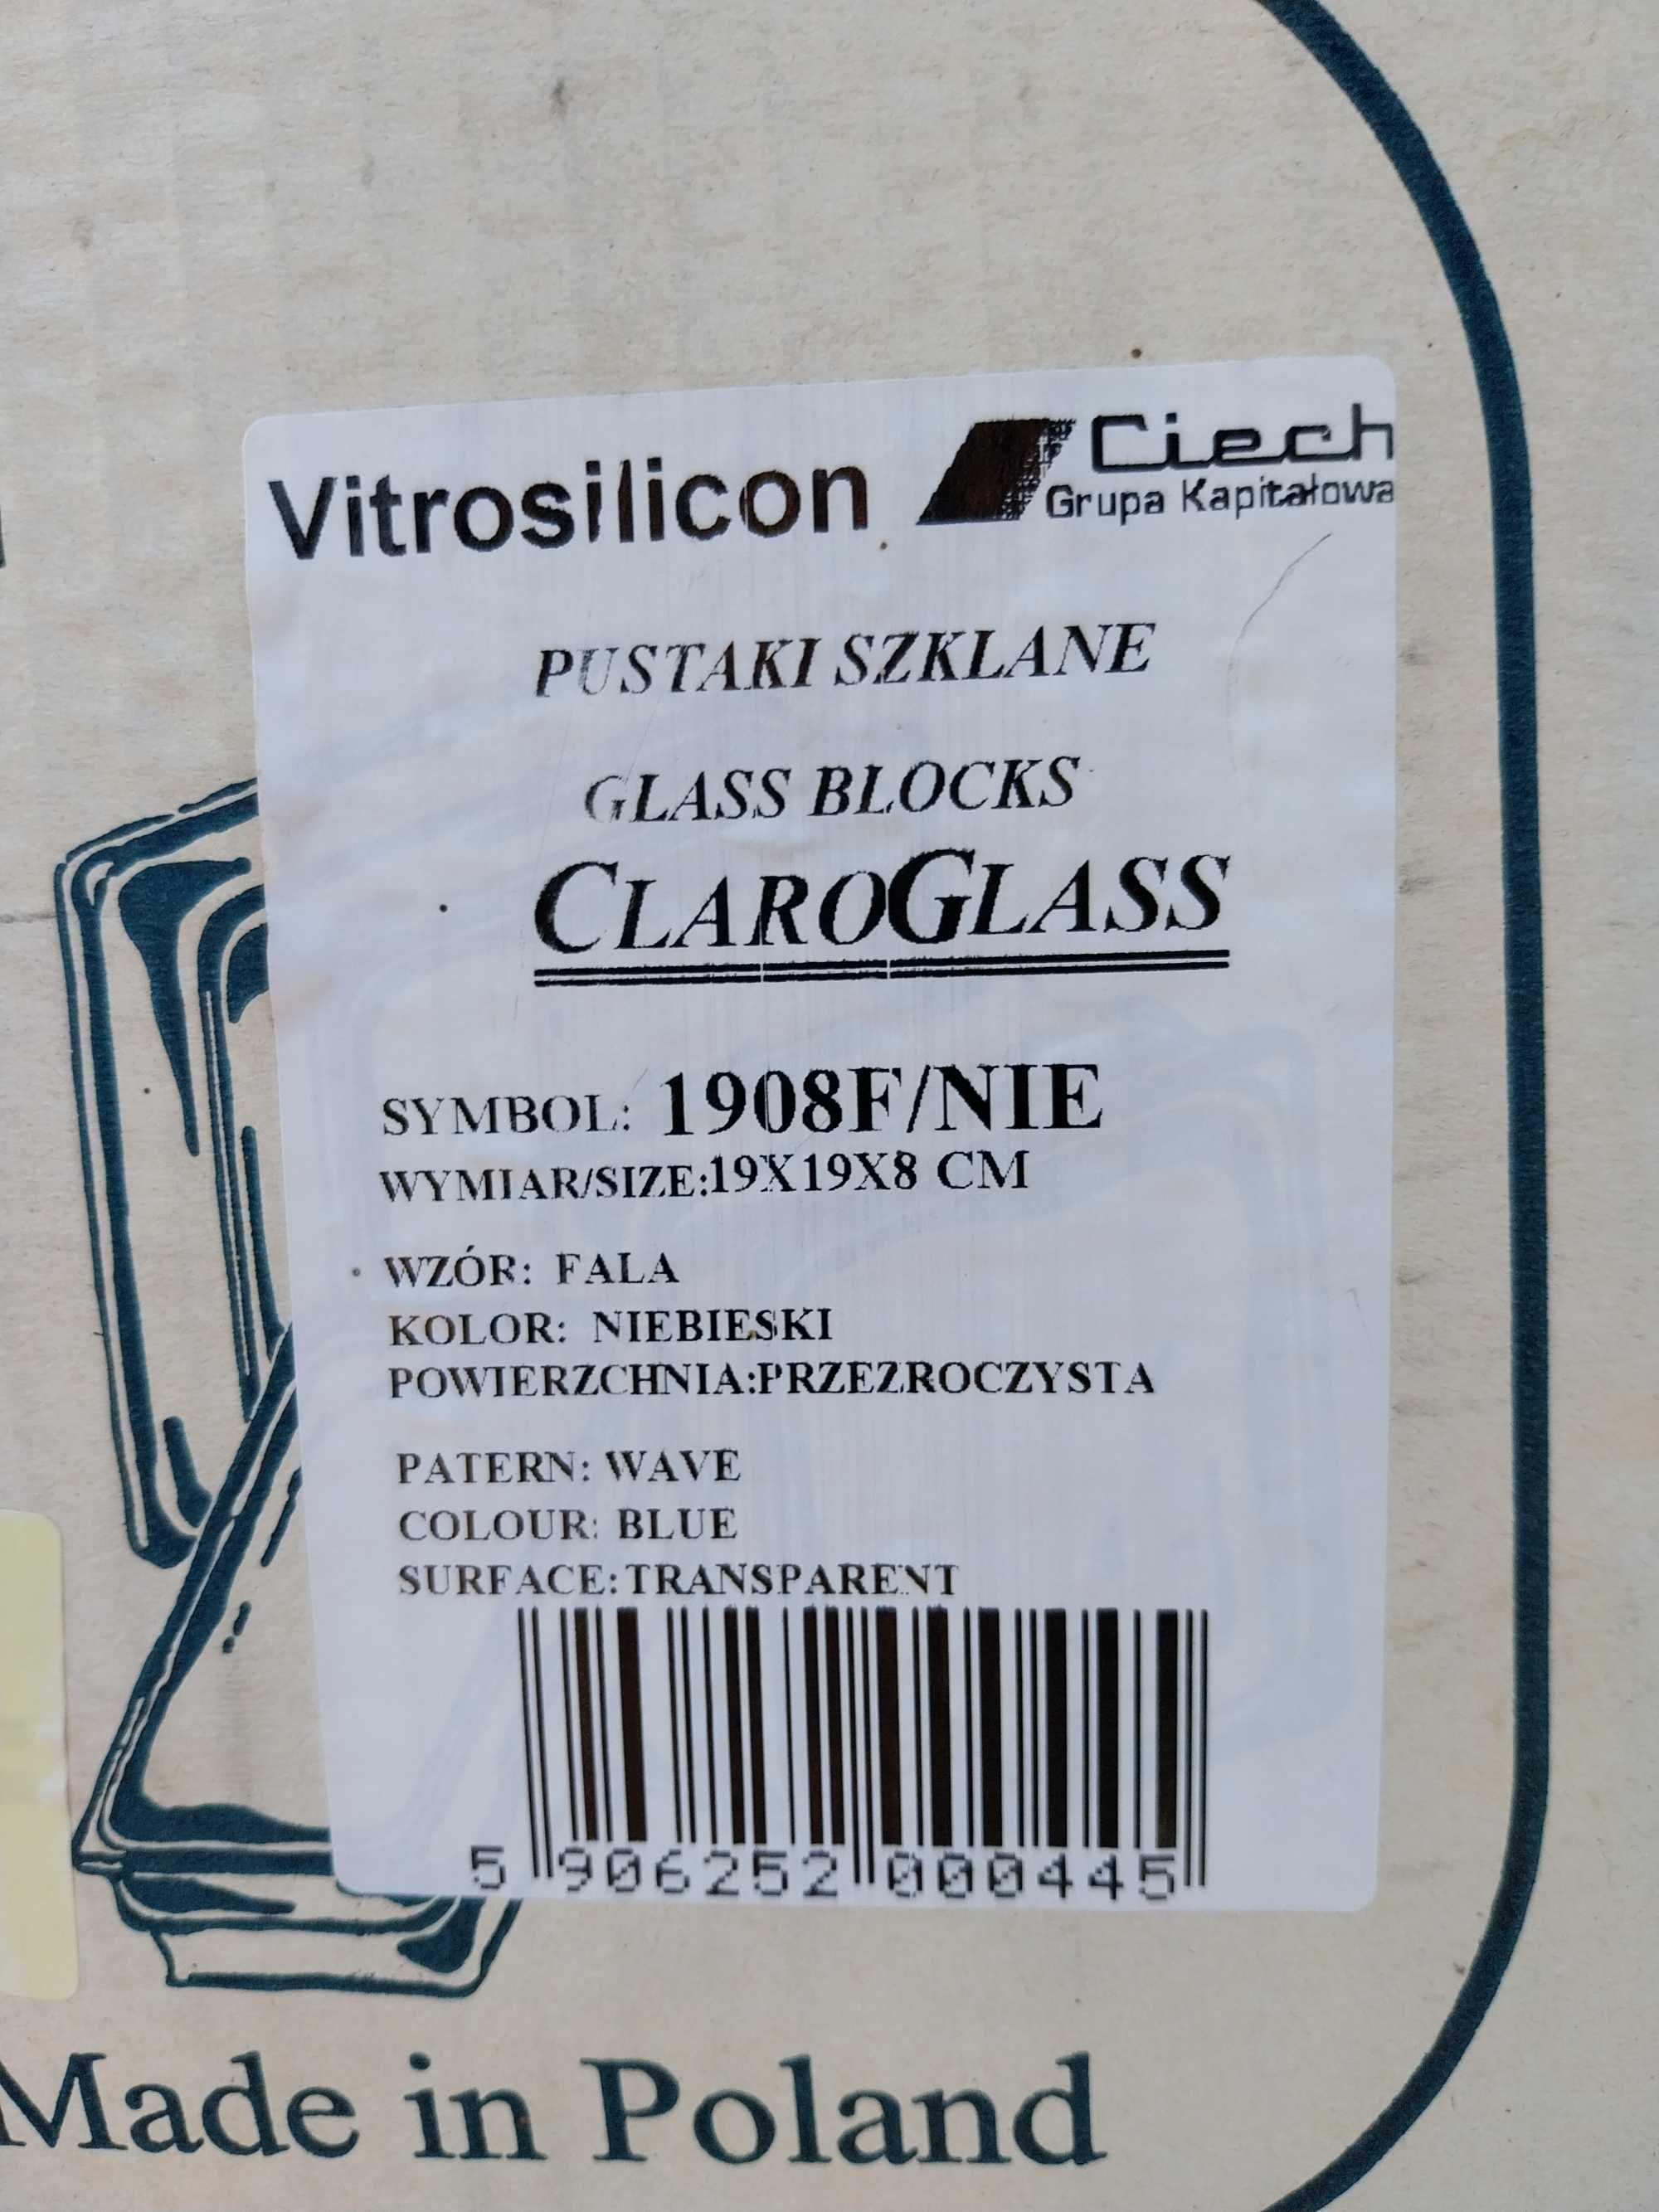 Vitrosilicon
Ciech
Grupa Kapitałowa
PUSTAKI SZKLANE
GLASS BLOCKS
CLAROGLASS
SYMBOL: 1908F/NIE
WYMIAR/SIZE:19X19X8 CM
WZÓR: FALA
KOLOR: NIEBIESKI
POWIERZCHNIA:PRZEZROCZYSTA
PATERN: WAVE
COLOUR: BLUE
SURFACE:TRANSPARENT
5 906252 000445
Made in Poland